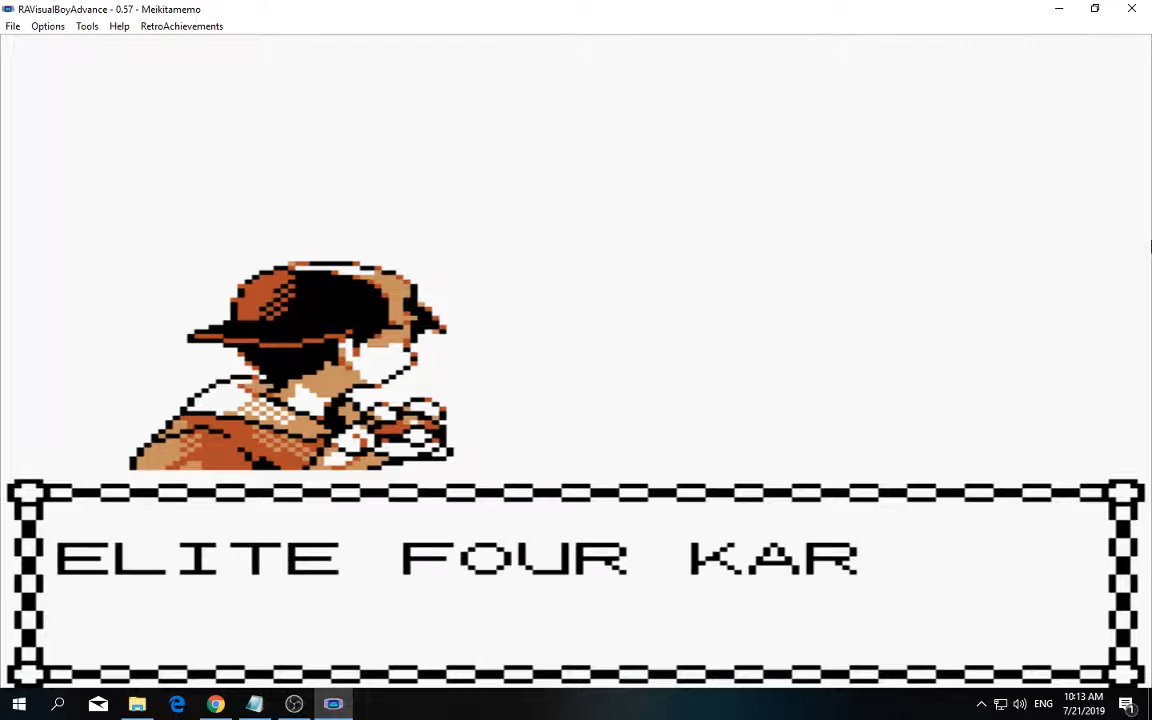 RAVisualBoyAdvance - 0.57 - Meikitamemo
File Options Tools Help RetroAchievements
ELITE FOUR KAR
ENG
10:13 AM
7/21/2019
1